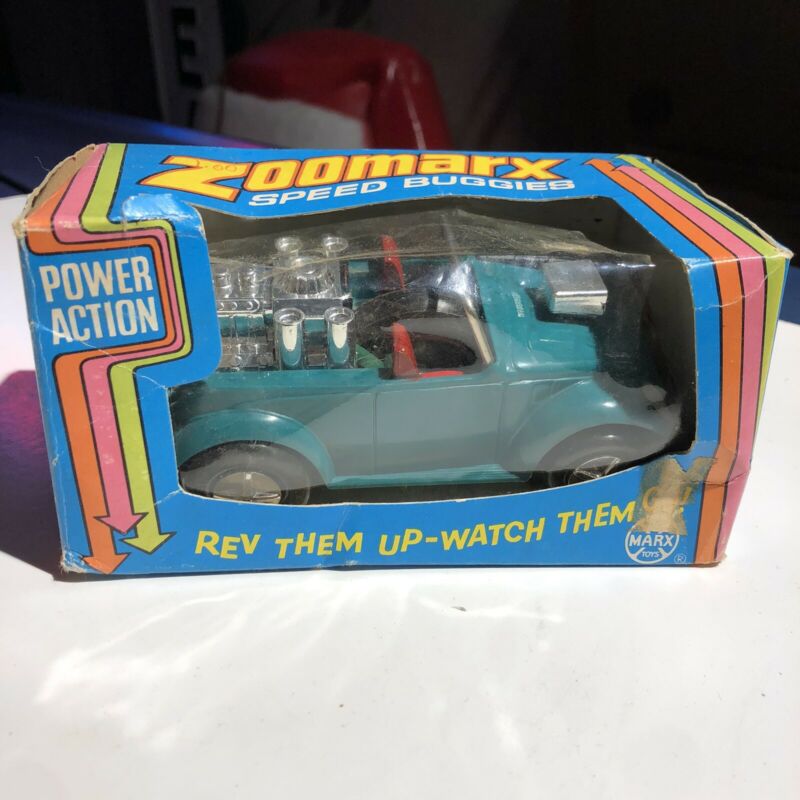 ZOOMARX
SPEED BUGGIES
POWER
ACTION
REV THEM UP-WATCH THEM
MARX
TOYS
®